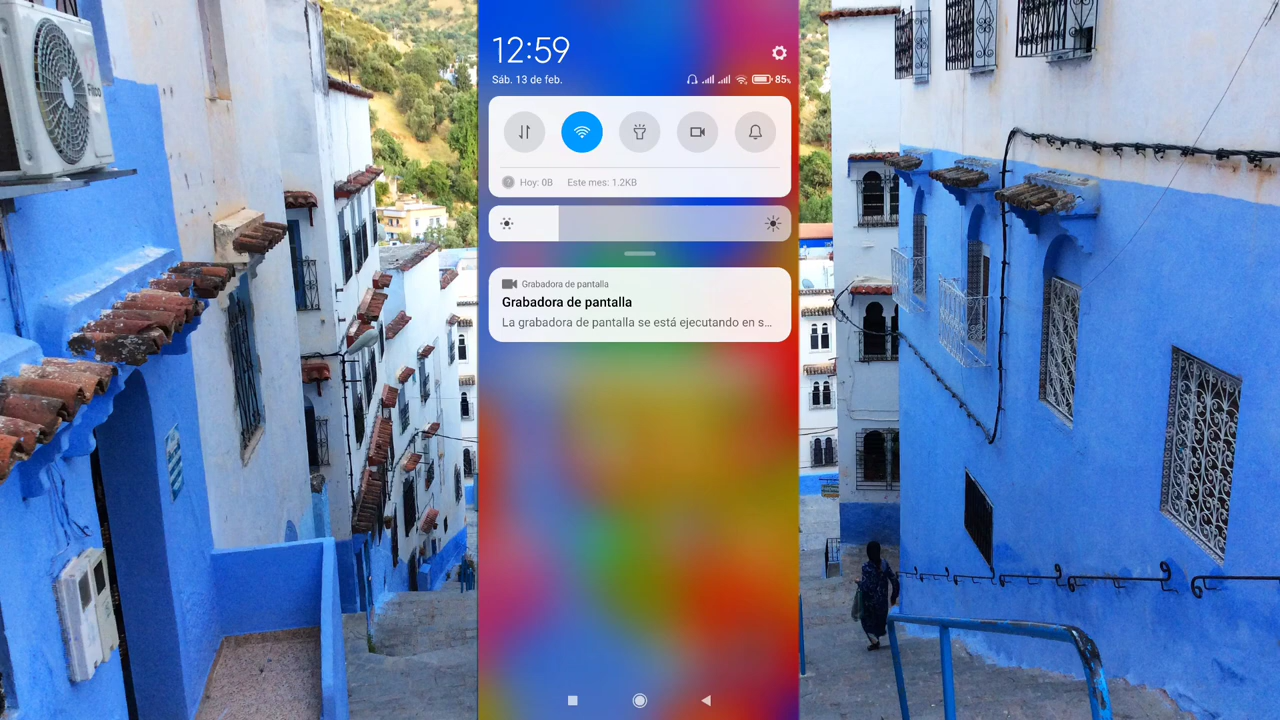 12:59
Sáb. 13 de feb.
85%
Hoy: 0B Este mes: 1.2KB
Grabadora de pantalla
Grabadora de pantalla
La grabadora de pantalla se está ejecutando en s...